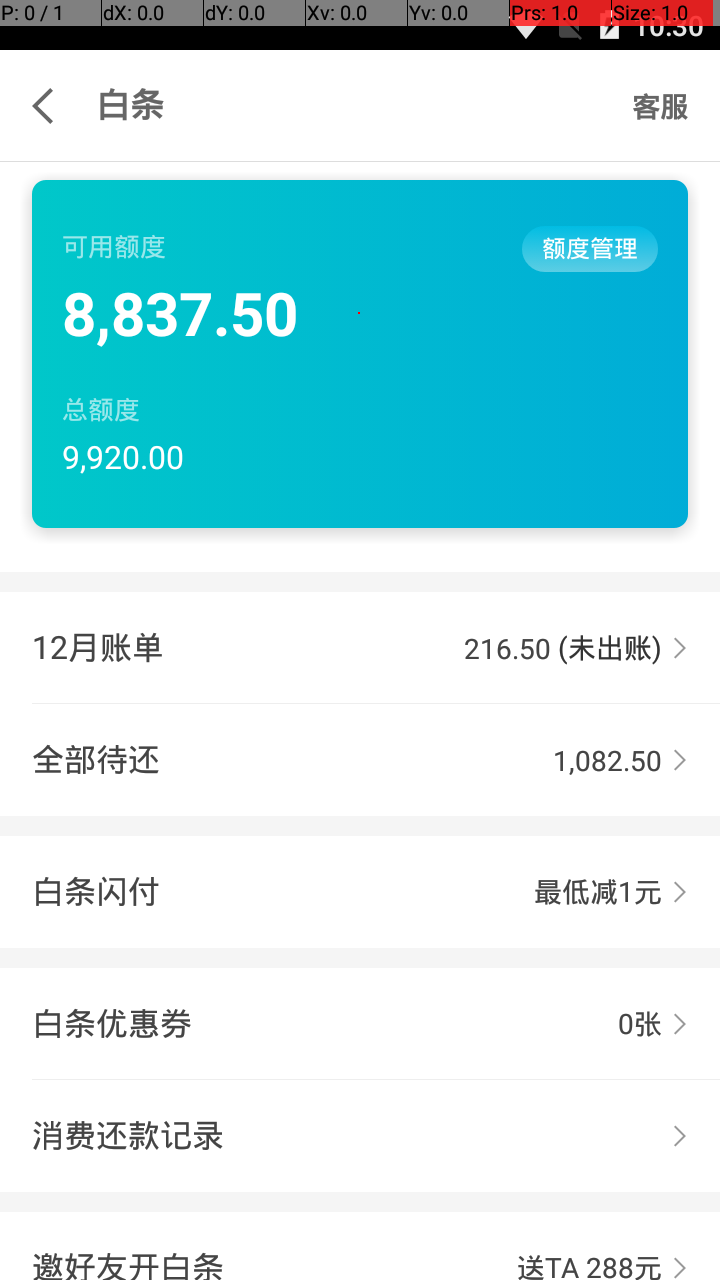 P: 0 / 1 dX: 0.0 dY: 0.0 Xv: 0.0 Yv: 0.0 Prs: 1.0 Size: 1.0
10:30
白条 客服
可用额度 额度管理
8,837.50
总额度
9,920.00
12月账单 216.50 (未出账)
全部待还 1,082.50
白条闪付 最低减1元
白条优惠券 0张
消费还款记录
邀好友开白条 送TA 288元